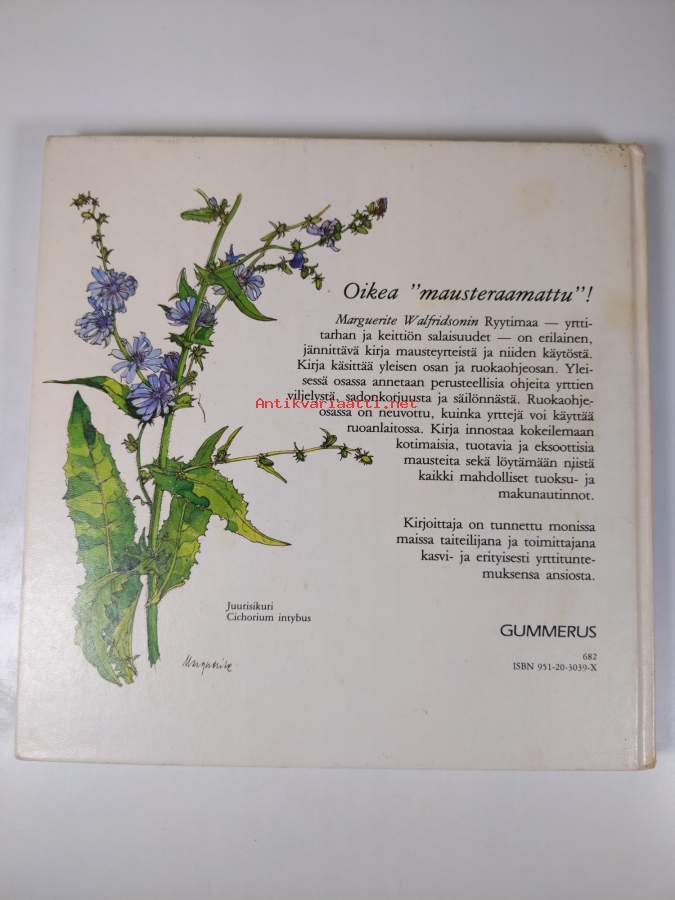 Oikea ”mausteraamattu”!
Marguerite Walfridsonin Ryytimaa — yrtti-
tarhan ja keittiön salaisuudet — on erilainen,
jännittävä kirja mausteyrteistä ja niiden käytöstä.
Kirja käsittää yleisen osan ja ruokaohjeosan. Ylei-
sessä osassa annetaan perusteellisia ohjeita yrttien
viljelystä, sadonkorjuusta ja säilönnästä. Ruokaohje-
osassa on neuvottu, kuinka yrttejä voi käyttää
ruoanlaitossa. Kirja innostaa kokeilemaan
kotimaisia, tuotavia ja eksoottisia
mausteita sekä löytämään niistä
kaikki mahdolliset tuoksu- ja
makunautinnot.
Kirjoittaja on tunnettu monissa
maissa taiteilijana ja toimittajana
kasvi- ja erityisesti yrttitunte-
muksensa ansiosta.
Antikvariaatti.net
Juurisikuri
Cichorium intybus
Marguerite
GUMMERUS
682
ISBN 951-20-3039-X